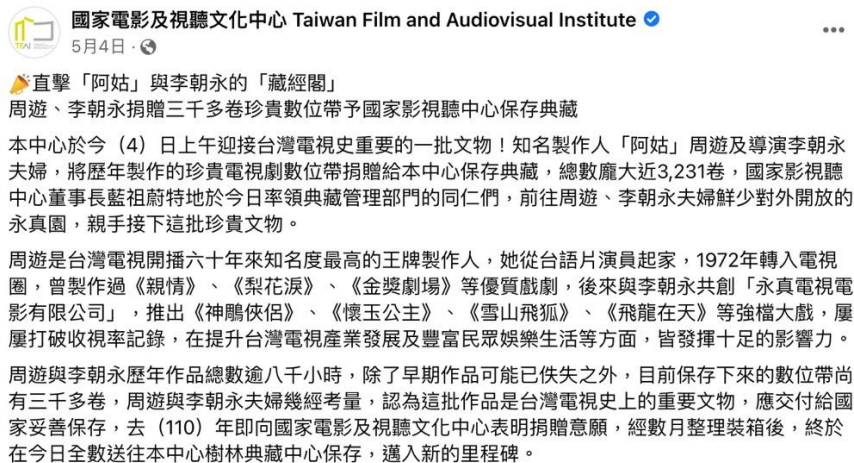 國家電影及視聽文化中心 Taiwan Film and Audiovisual Institute
5月4日 ·
TFAI
直擊「阿姑」與李朝永的「藏經閣」
周遊、李朝永捐贈三千多卷珍貴數位帶予國家影視聽中心保存典藏
本中心於今（4）日上午迎接台灣電視史重要的一批文物！知名製作人「阿姑」周遊及導演李朝永
夫婦，將歷年製作的珍貴電視劇數位帶捐贈給本中心保存典藏，總數龐大近3,231卷，國家影視聽
中心董事長藍祖蔚特地於今日率領典藏管理部門的同仁們，前往周遊、李朝永夫婦鮮少對外開放的
永真園，親手接下這批珍貴文物。
周遊是台灣電視開播六十年來知名度最高的王牌製作人，她從台語片演員起家，1972年轉入電視
圈，曾製作過《親情》、《梨花淚》、《金獎劇場》等優質戲劇，後來與李朝永共創「永真電視電
影有限公司」，推出《神鵰俠侶》、《懷玉公主》、《雪山飛狐》、《飛龍在天》等強檔大戲，屢
屢打破收視率記錄，在提升台灣電視產業發展及豐富民眾娛樂生活等方面，皆發揮十足的影響力。
周遊與李朝永歷年作品總數逾八千小時，除了早期作品可能已佚失之外，目前保存下來的數位帶尚
有三千多卷，周遊與李朝永夫婦幾經考量，認為這批作品是台灣電視史上的重要文物，應交付給國
家妥善保存，去（110）年即向國家電影及視聽文化中心表明捐贈意願，經數月整理裝箱後，終於
在今日全數送往本中心樹林典藏中心保存，邁入新的里程碑。